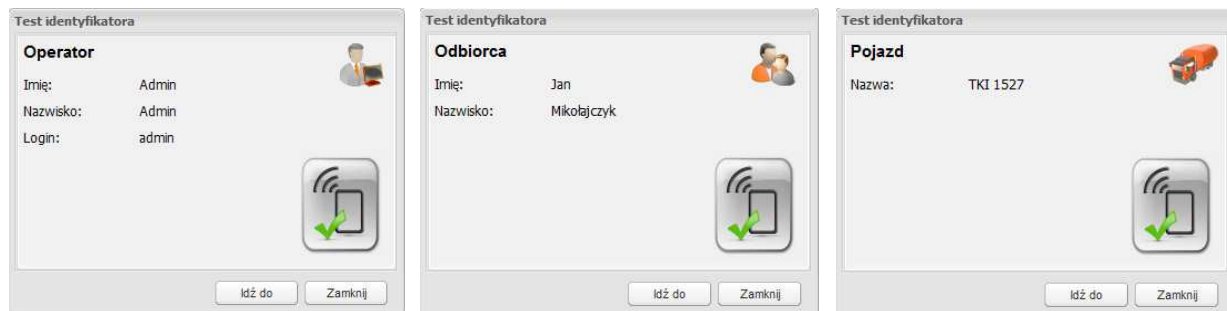 Test identyfikatora
Operator
Imię: Admin
Nazwisko: Admin
Login: admin
Idź do Zamknij
Test identyfikatora
Odbiorca
Imię: Jan
Nazwisko: Mikołajczyk
Idź do Zamknij
Test identyfikatora
Pojazd
Nazwa: TKI 1527
Idź do Zamknij